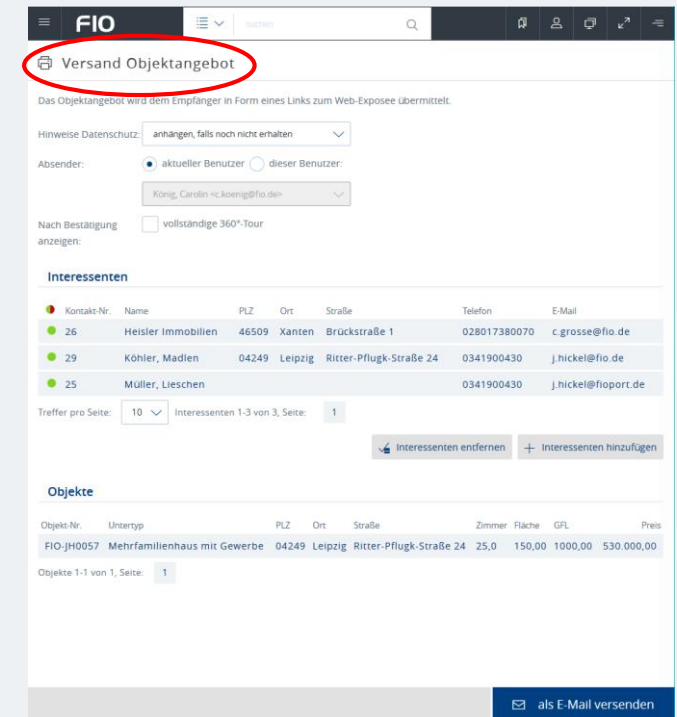 FIO
suchen
Versand Objektangebot
Das Objektangebot wird dem Empfänger in Form eines Links zum Web-Exposee übermittelt.
Hinweise Datenschutz: anhängen, falls noch nicht erhalten
Absender: aktueller Benutzer dieser Benutzer:
König, Carolin <c.koenig@fio.de>
Nach Bestätigung anzeigen: vollständige 360°-Tour
Interessenten
Kontakt-Nr. Name PLZ Ort Straße Telefon E-Mail
26 Heisler Immobilien 46509 Xanten Brückstraße 1 028017380070 c.grosse@fio.de
29 Köhler, Madlen 04249 Leipzig Ritter-Pflugk-Straße 24 0341900430 j.hickel@fio.de
25 Müller, Lieschen 0341900430 j.hickel@fioport.de
Treffer pro Seite: 10 Interessenten 1-3 von 3, Seite: 1
Interessenten entfernen Interessenten hinzufügen
Objekte
Objekt-Nr. Untertyp PLZ Ort Straße Zimmer Fläche GFL Preis
FIO-JH0057 Mehrfamilienhaus mit Gewerbe 04249 Leipzig Ritter-Pflugk-Straße 24 25,0 150,00 1000,00 530.000,00
Objekte 1-1 von 1, Seite: 1
als E-Mail versenden